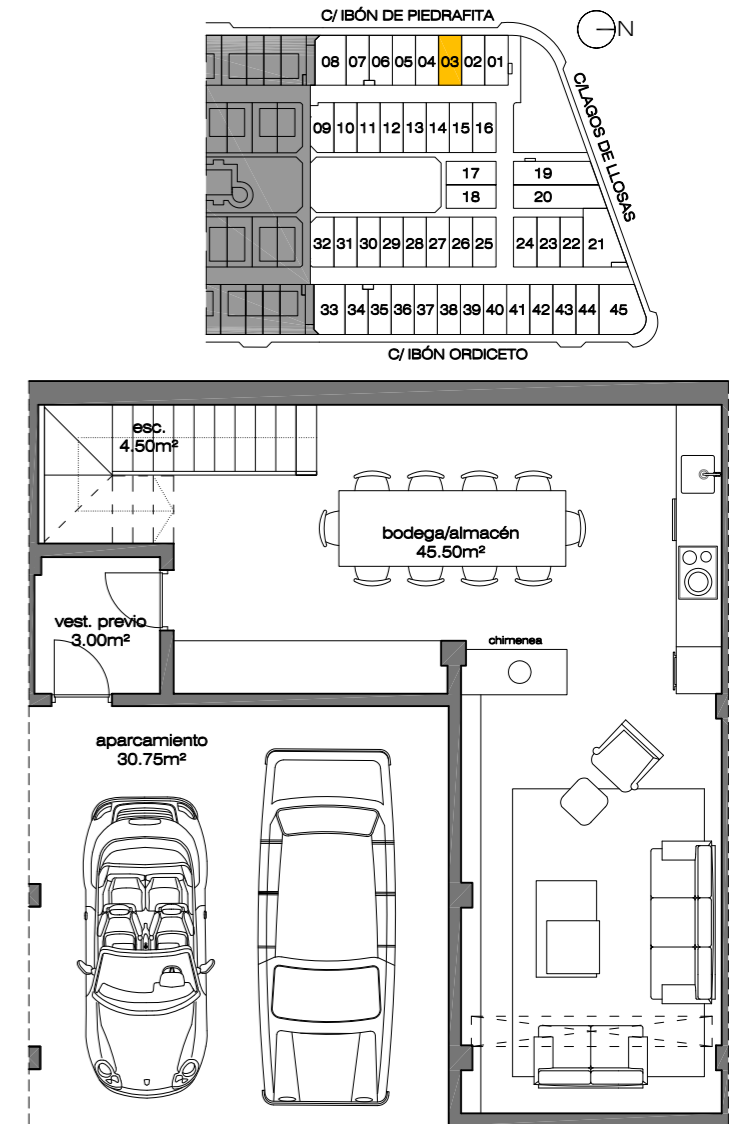 C/ IBÓN DE PIEDRAFITA
N
08 07 06 05 04 03 02 01
C/LAGOS DE LLOSAS
09 10 11 12 13 14 15 16
17 19
18 20
32 31 30 29 28 27 26 25 24 23 22 21
33 34 35 36 37 38 39 40 41 42 43 44 45
C/ IBÓN ORDICETO
esc.
4.50m²
bodega/almacén
45.50m²
vest. previo
3.00m²
chimenea
aparcamiento
30.75m²